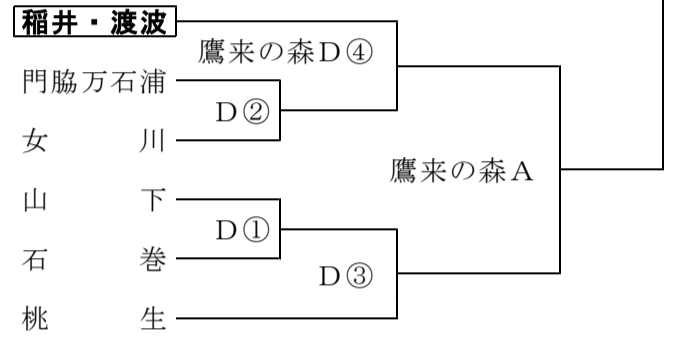 稲井・渡波
鷹来の森D④
門脇万石浦
D②
女川
鷹来の森A
山下
D①
石巻
D③
桃生